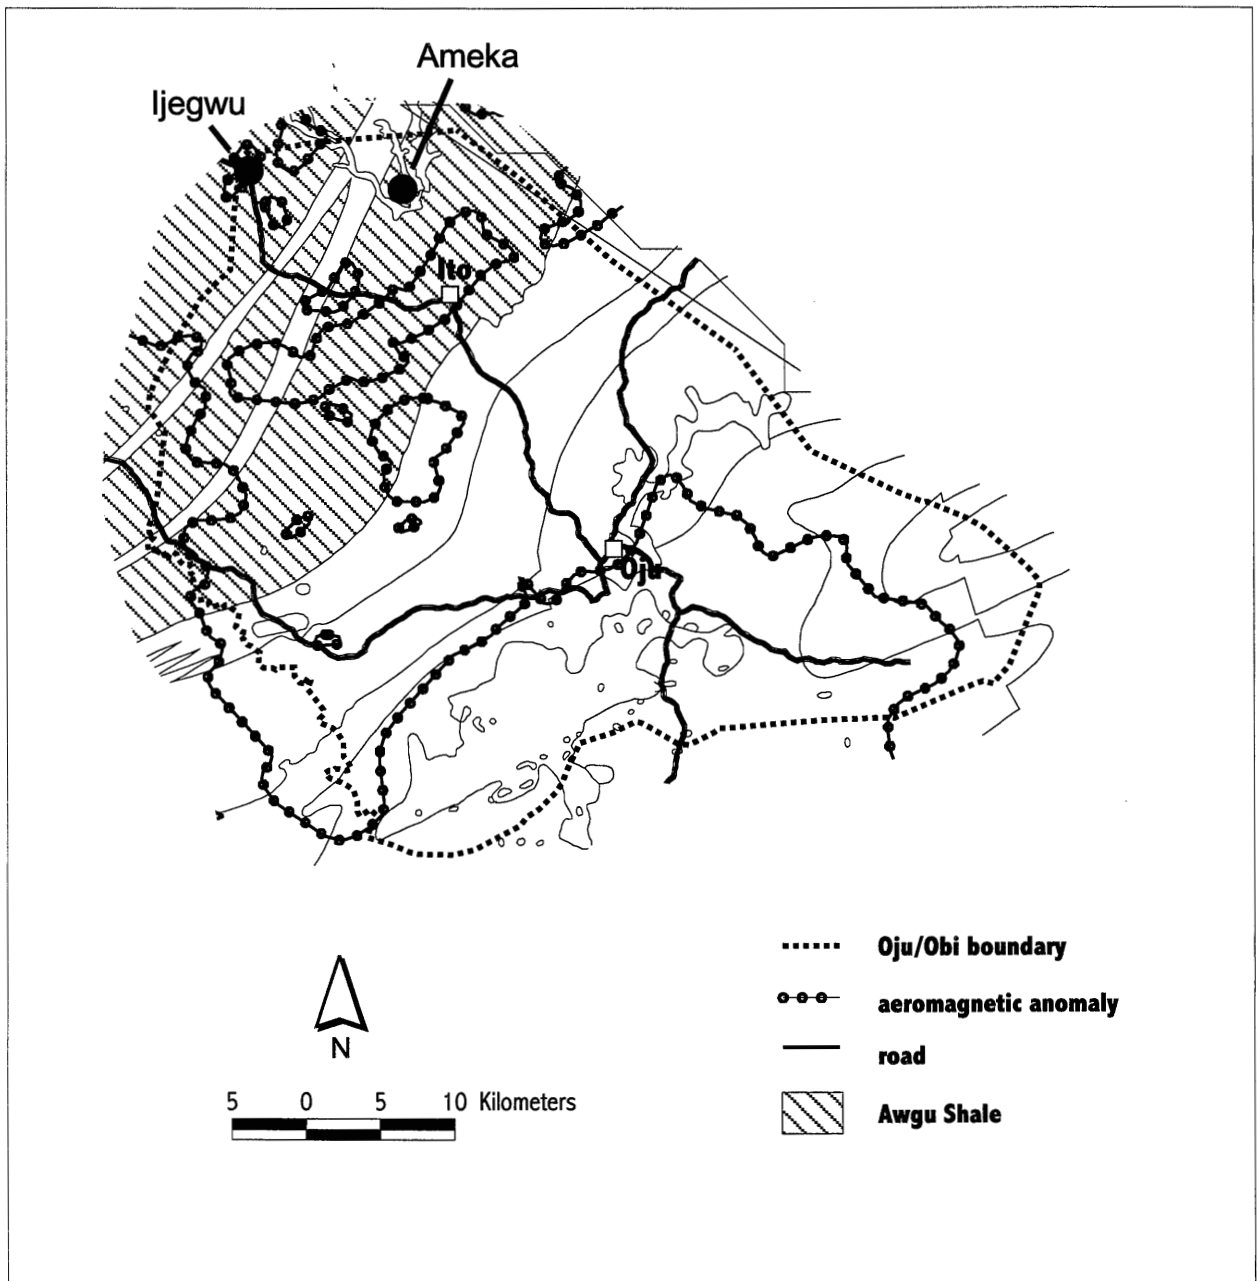 Ameka
Ijegwu
Ito
Oju
Oju/Obi boundary
aeromagnetic anomaly
road
Awgu Shale
N
5 0 5 10 Kilometers